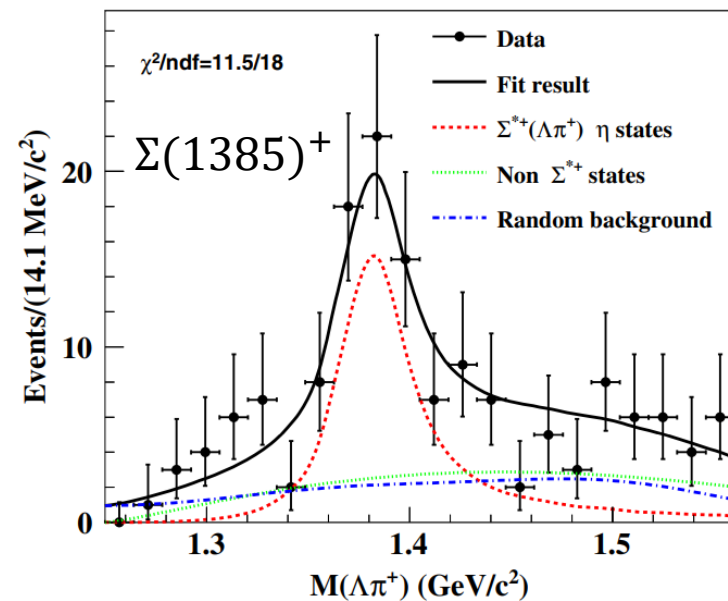 χ²/ndf=11.5/18
Σ(1385)⁺
Data
Fit result
Σ*⁺(Λπ⁺) η states
Non Σ*⁺ states
Random background
Events/(14.1 MeV/c²)
20
10
0
1.3 1.4 1.5
M(Λπ⁺) (GeV/c²)